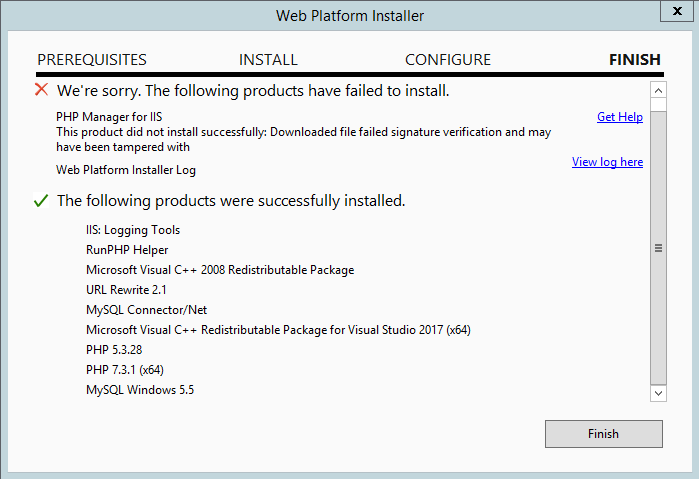 Web Platform Installer
x
PREREQUISITES INSTALL CONFIGURE FINISH
We're sorry. The following products have failed to install.
PHP Manager for IIS Get Help
This product did not install successfully: Downloaded file failed signature verification and may
have been tampered with
Web Platform Installer Log View log here
The following products were successfully installed.
IIS: Logging Tools
RunPHP Helper
Microsoft Visual C++ 2008 Redistributable Package
URL Rewrite 2.1
MySQL Connector/Net
Microsoft Visual C++ Redistributable Package for Visual Studio 2017 (x64)
PHP 5.3.28
PHP 7.3.1 (x64)
MySQL Windows 5.5
Finish